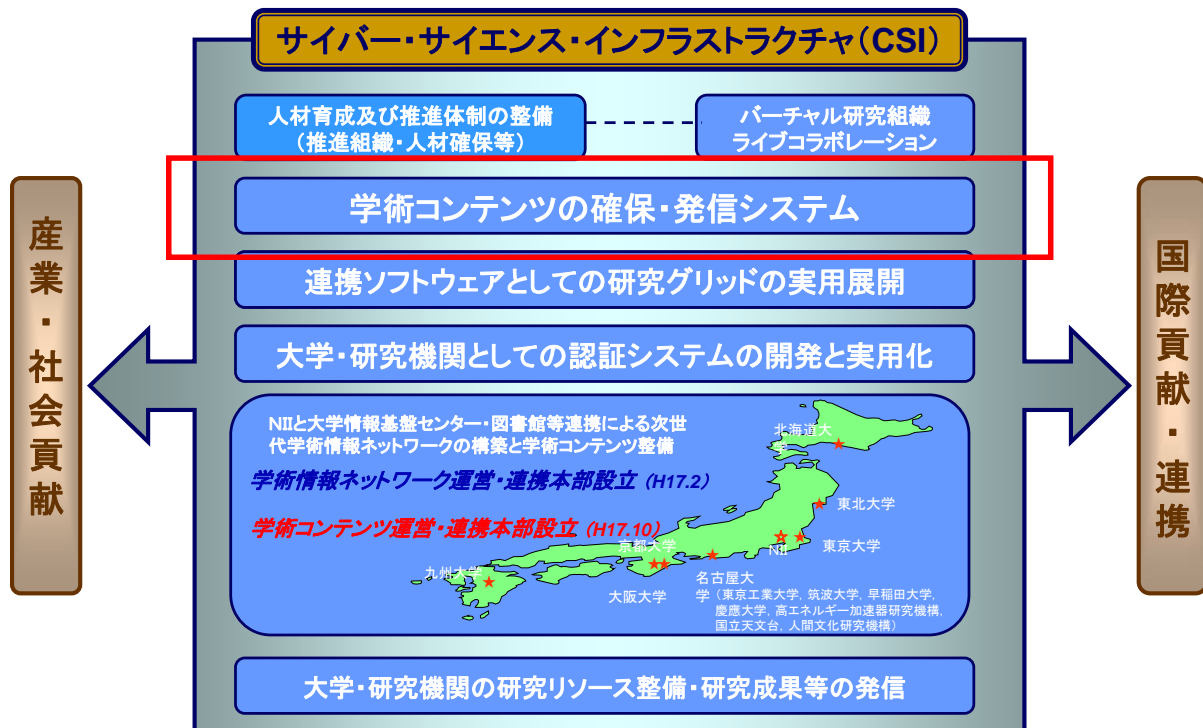 サイバー・サイエンス・インフラストラクチャ(CSI)
人材育成及び推進体制の整備
(推進組織・人材確保等)
バーチャル研究組織
ライブコラボレーション
学術コンテンツの確保・発信システム
連携ソフトウェアとしての研究グリッドの実用展開
大学・研究機関としての認証システムの開発と実用化
産業・社会貢献
国際貢献・連携
NIIと大学情報基盤センター・図書館等連携による次世
代学術情報ネットワークの構築と学術コンテンツ整備
学術情報ネットワーク運営・連携本部設立 (H17.2)
学術コンテンツ運営・連携本部設立 (H17.10)
北海道大
学
東北大学
東京大学
NII
京都大学
九州大学
大阪大学
名古屋大
学 (東京工業大学, 筑波大学, 早稲田大学,
慶應大学, 高エネルギー加速器研究機構,
国立天文台, 人間文化研究機構)
大学・研究機関の研究リソース整備・研究成果等の発信